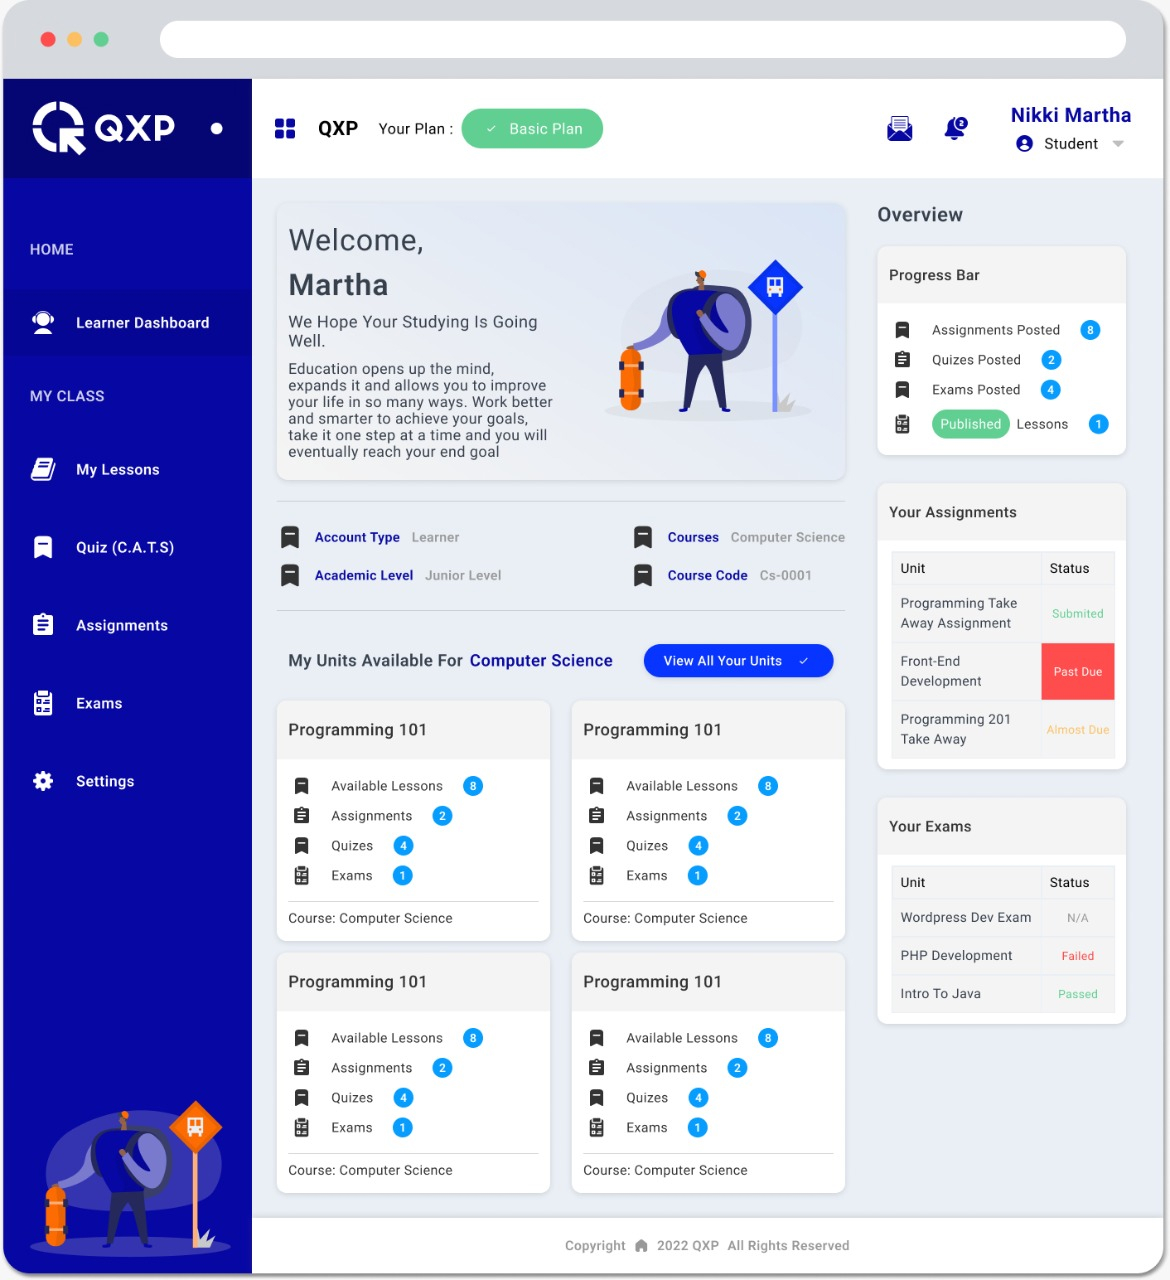 QXP
HOME
Learner Dashboard
MY CLASS
My Lessons
Quiz (C.A.T.S)
Assignments
Exams
Settings
QXP Your Plan : Basic Plan
2
Nikki Martha
Student
Welcome,
Martha
We Hope Your Studying Is Going
Well.
Education opens up the mind,
expands it and allows you to improve
your life in so many ways. Work better
and smarter to achieve your goals,
take it one step at a time and you will
eventually reach your end goal
Account Type Learner
Courses Computer Science
Academic Level Junior Level
Course Code Cs-0001
My Units Available For Computer Science
View All Your Units
Programming 101
Available Lessons 8
Assignments 2
Quizes 4
Exams 1
Course: Computer Science
Programming 101
Available Lessons 8
Assignments 2
Quizes 4
Exams 1
Course: Computer Science
Programming 101
Available Lessons 8
Assignments 2
Quizes 4
Exams 1
Course: Computer Science
Programming 101
Available Lessons 8
Assignments 2
Quizes 4
Exams 1
Course: Computer Science
Overview
Progress Bar
Assignments Posted 8
Quizes Posted 2
Exams Posted 4
Published Lessons 1
Your Assignments
Unit Status
Programming Take
Away Assignment
Submited
Front-End
Development
Past Due
Programming 201
Take Away
Almost Due
Your Exams
Unit Status
Wordpress Dev Exam N/A
PHP Development Failed
Intro To Java Passed
Copyright 2022 QXP All Rights Reserved